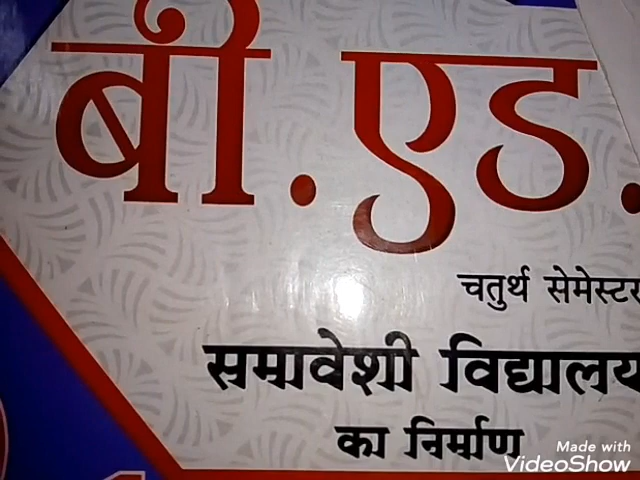 बी.एड.
चतुर्थ सेमेस्टर
समावेशी विद्यालय
का निर्माण
Made with
VideoShow